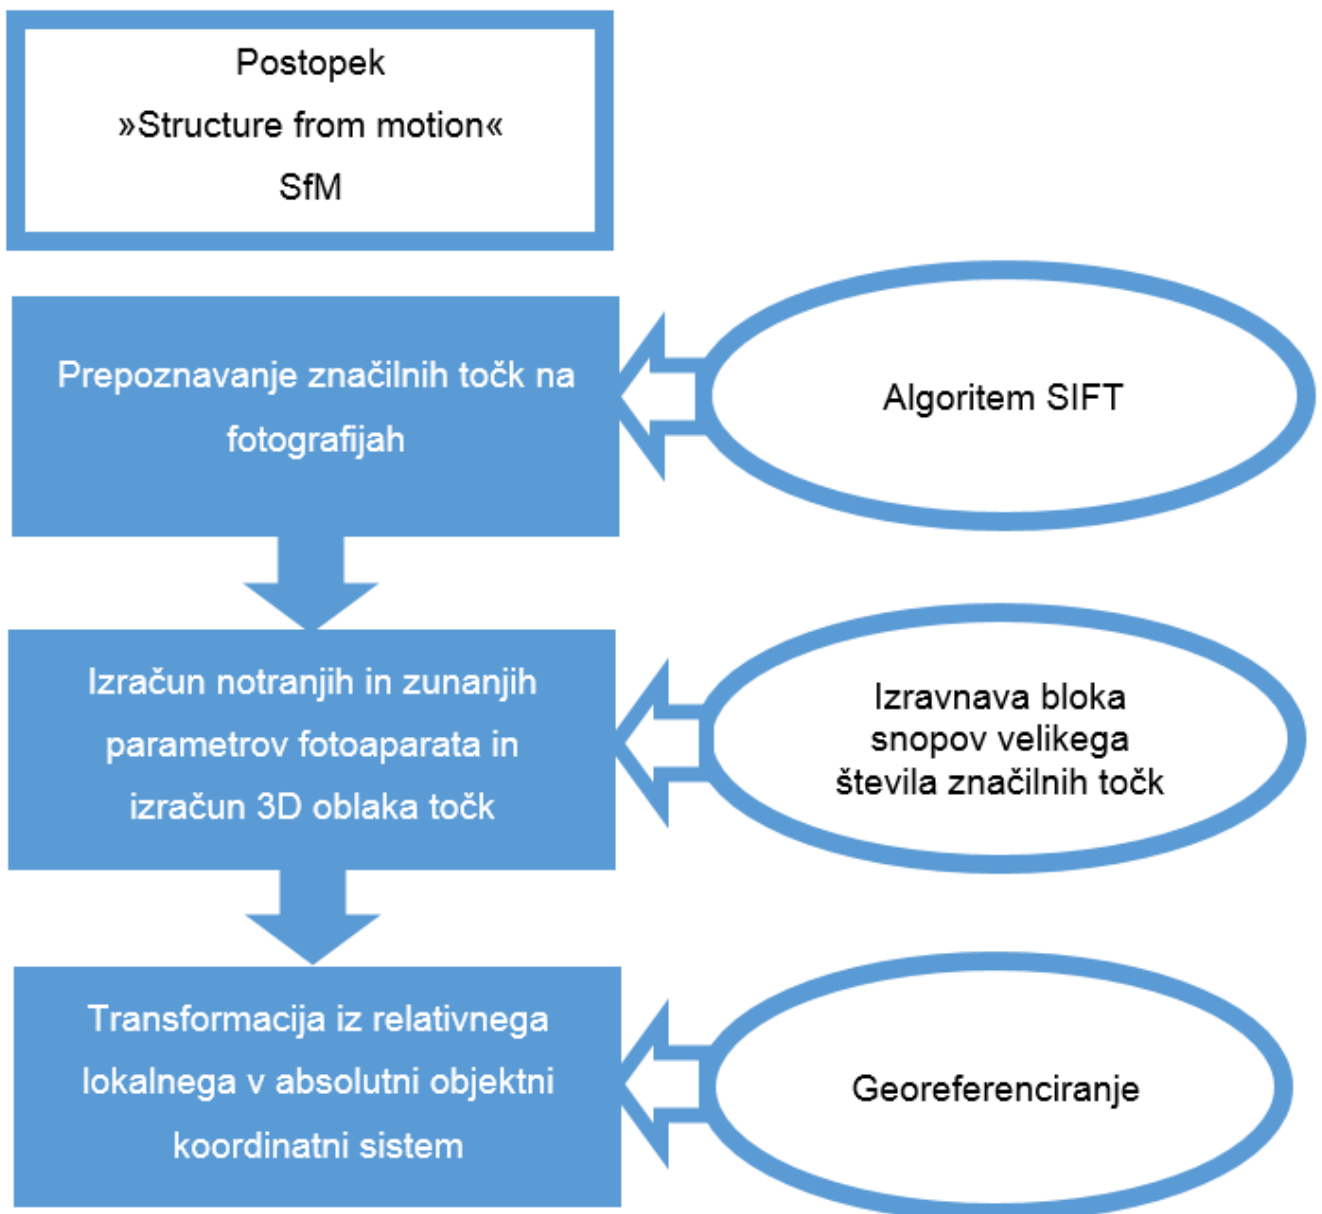 Postopek
»Structure from motion«
SfM
Prepoznavanje značilnih točk na
fotografijah
Algoritem SIFT
Izračun notranjih in zunanjih
parametrov fotoaparata in
izračun 3D oblaka točk
Izravnava bloka
snopov velikega
števila značilnih točk
Transformacija iz relativnega
lokalnega v absolutni objektni
koordinatni sistem
Georeferenciranje